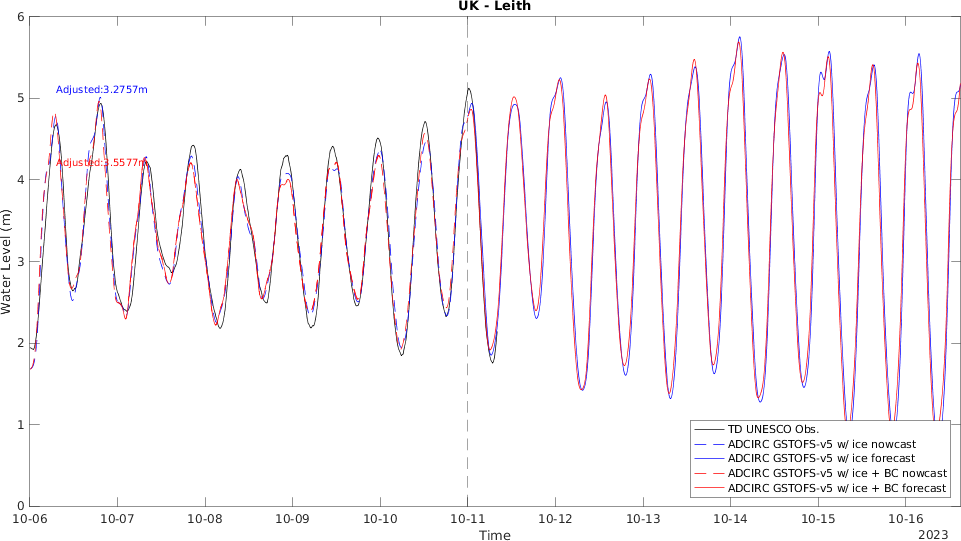 UK - Leith
6
5
4
3
2
1
0
Water Level (m)
Adjusted:3.2757m
Adjusted:3.5577m
TD UNESCO Obs.
ADCIRC GSTOFS-v5 w/ ice nowcast
ADCIRC GSTOFS-v5 w/ ice forecast
ADCIRC GSTOFS-v5 w/ ice + BC nowcast
ADCIRC GSTOFS-v5 w/ ice + BC forecast
10-06 10-07 10-08 10-09 10-10 10-11 10-12 10-13 10-14 10-15 10-16
Time
2023